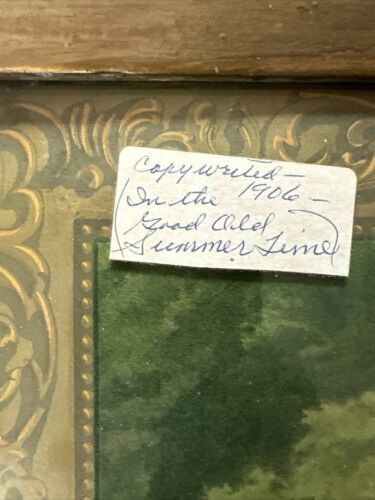 Copywrited -
1906 -
(In the
Good Old
Summer Time)